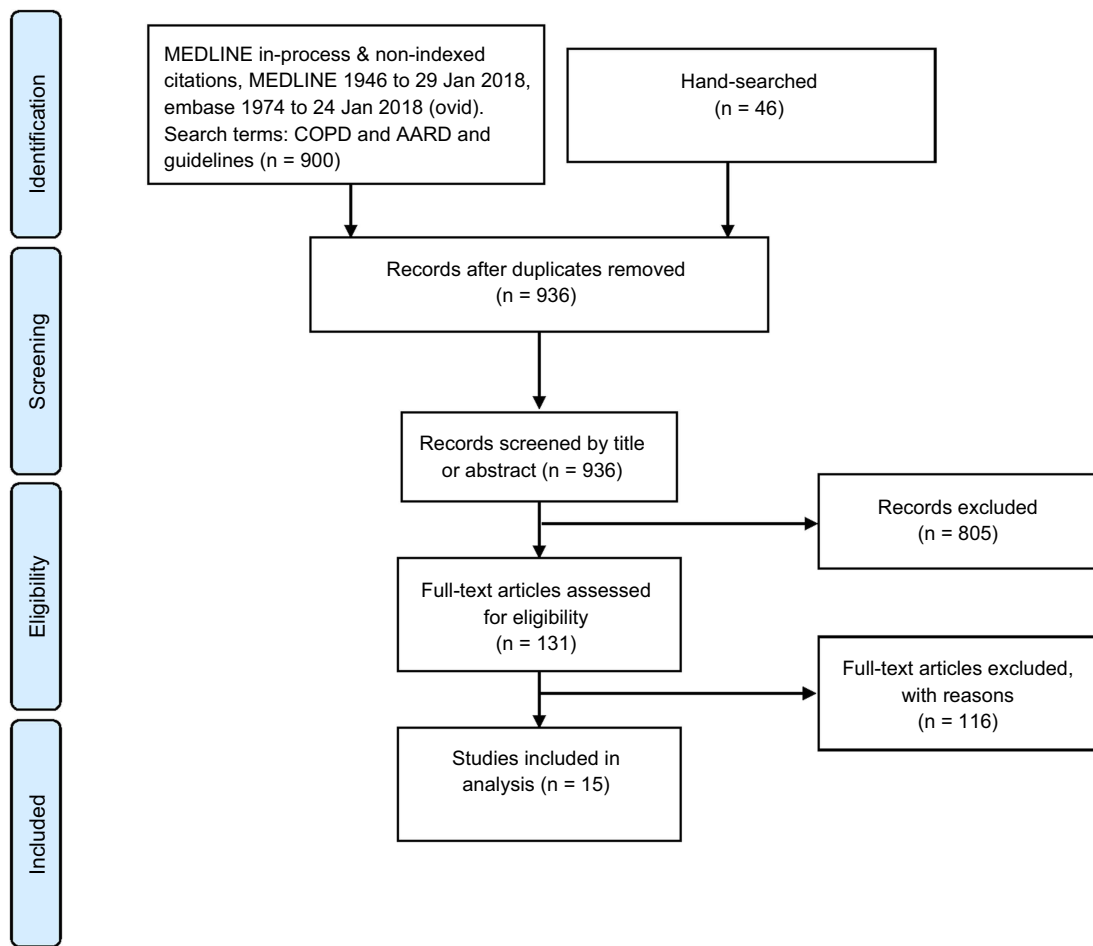 Identification
MEDLINE in-process & non-indexed
citations, MEDLINE 1946 to 29 Jan 2018,
embase 1974 to 24 Jan 2018 (ovid).
Search terms: COPD and AARD and
guidelines (n = 900)
Hand-searched
(n = 46)
Screening
Records after duplicates removed
(n = 936)
Records screened by title
or abstract (n = 936)
Records excluded
(n = 805)
Eligibility
Full-text articles assessed
for eligibility
(n = 131)
Full-text articles excluded,
with reasons
(n = 116)
Included
Studies included in
analysis (n = 15)